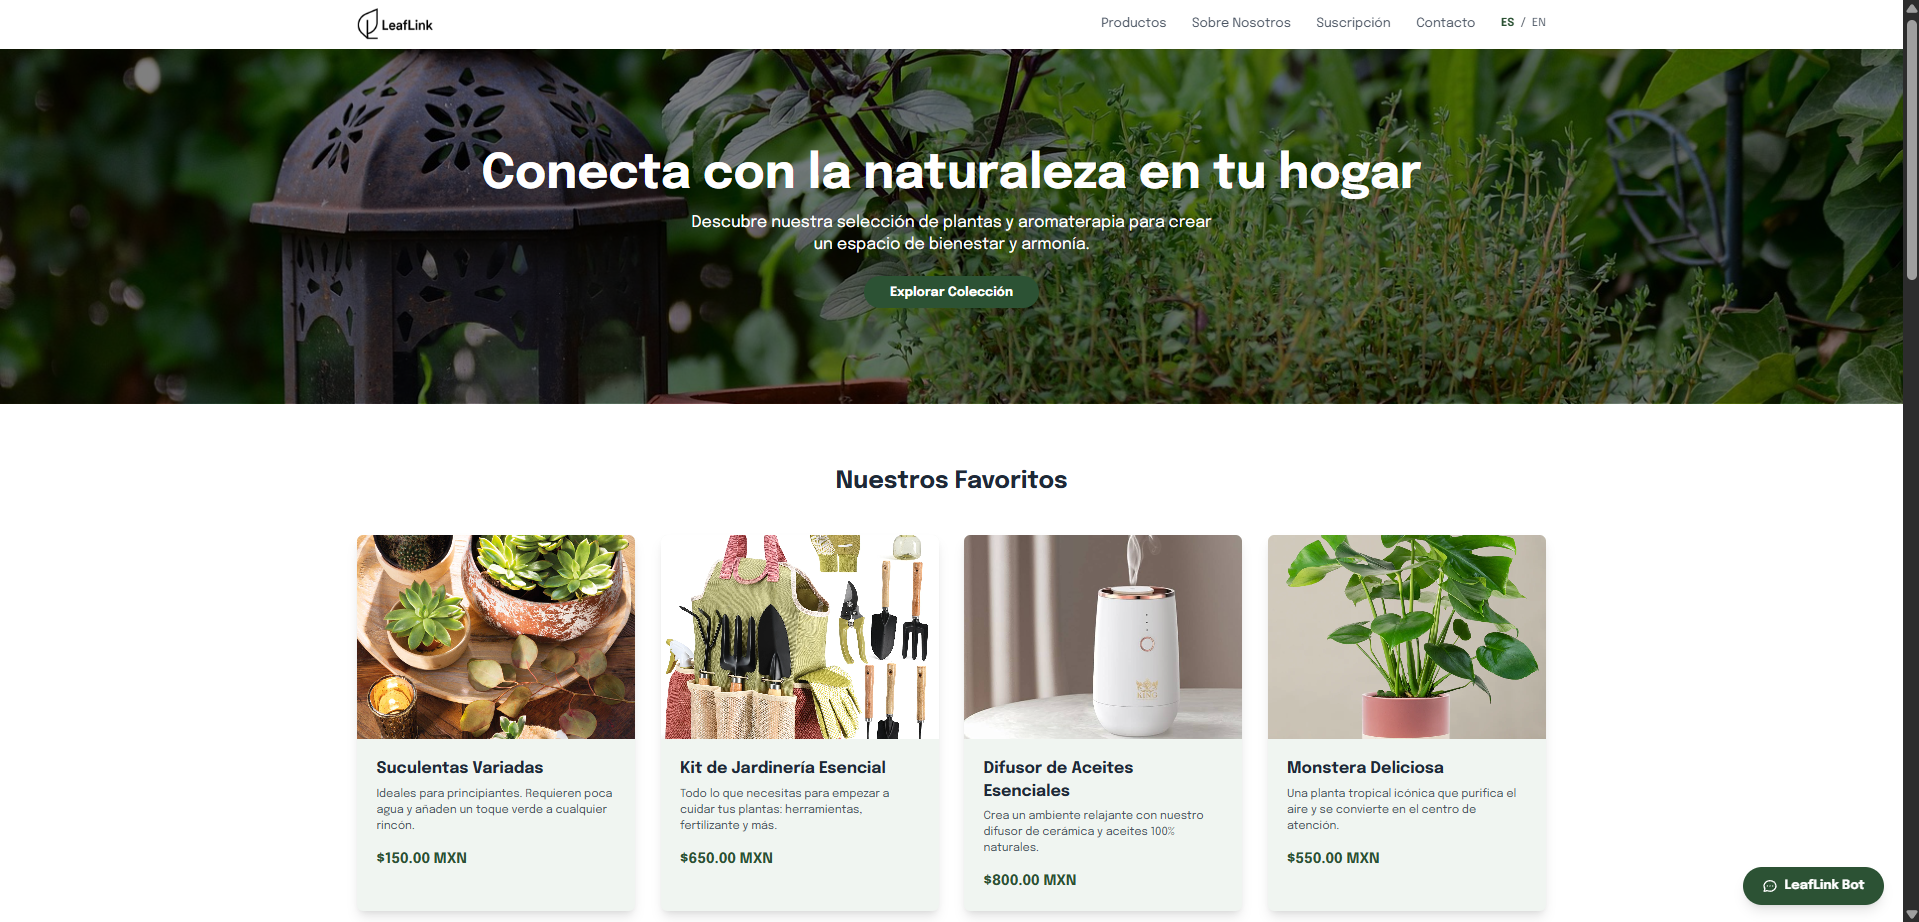 LeafLink
Productos
Sobre Nosotros
Suscripción
Contacto
ES / EN
Conecta con la naturaleza en tu hogar
Descubre nuestra selección de plantas y aromaterapia para crear
un espacio de bienestar y armonía.
Explorar Colección
Nuestros Favoritos
KING
Suculentas Variadas
Ideales para principiantes. Requieren poca
agua y añaden un toque verde a cualquier
rincón.
$150.00 MXN
Kit de Jardinería Esencial
Todo lo que necesitas para empezar a
cuidar tus plantas: herramientas,
fertilizante y más.
$650.00 MXN
Difusor de Aceites
Esenciales
Crea un ambiente relajante con nuestro
difusor de cerámica y aceites 100%
naturales.
$800.00 MXN
Monstera Deliciosa
Una planta tropical icónica que purifica el
aire y se convierte en el centro de
atención.
$550.00 MXN
LeafLink Bot